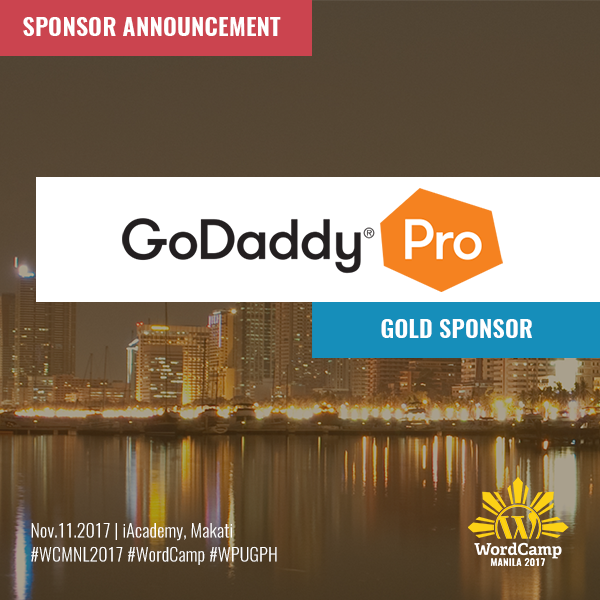 SPONSOR ANNOUNCEMENT
GoDaddy® Pro
GOLD SPONSOR
Nov.11.2017 | iAcademy, Makati
#WCMNL2017 #WordCamp #WPUGPH
W
WordCamp
MANILA 2017